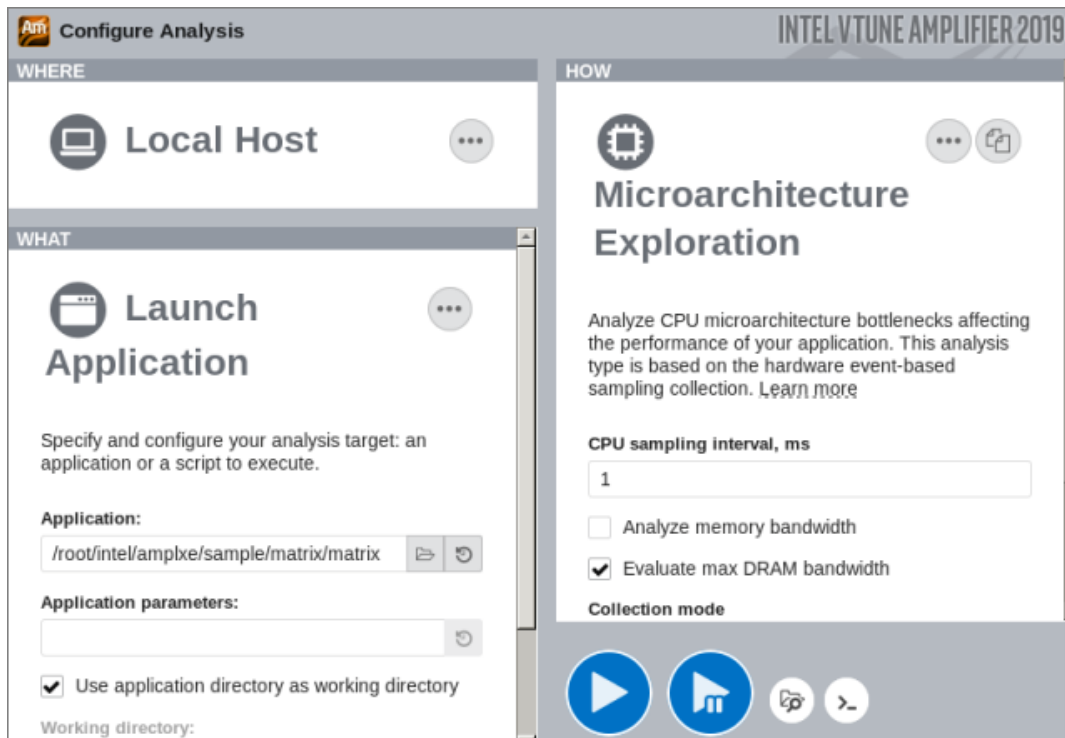 Am
Configure Analysis
INTEL VTUNE AMPLIFIER 2019
WHERE
Local Host
WHAT
Launch
Application
Specify and configure your analysis target: an
application or a script to execute.
Application:
/root/intel/amplxe/sample/matrix/matrix
Application parameters:
Use application directory as working directory
Working directory:
HOW
Microarchitecture
Exploration
Analyze CPU microarchitecture bottlenecks affecting
the performance of your application. This analysis
type is based on the hardware event-based
sampling collection. Learn more
CPU sampling interval, ms
1
Analyze memory bandwidth
Evaluate max DRAM bandwidth
Collection mode